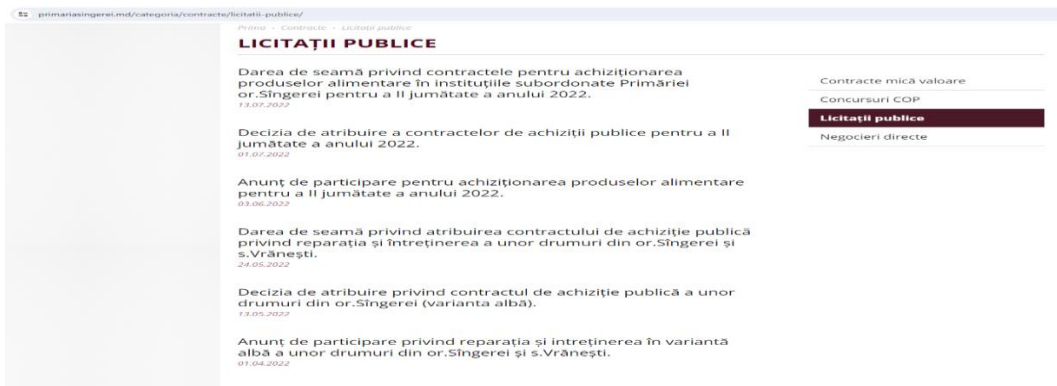 primariasingerei.md/categoria/contracte/licitatii-publice/
Prima - Contracte - Licitații publice
LICITAȚII PUBLICE
Darea de seamă privind contractele pentru achiziționarea
produselor alimentare în instituțiile subordonate Primăriei
or.Sîngerei pentru a II jumătate a anului 2022.
13.07.2022
Decizia de atribuire a contractelor de achiziții publice pentru a II
jumătate a anului 2022.
01.07.2022
Anunț de participare pentru achiziționarea produselor alimentare
pentru a II jumătate a anului 2022.
03.06.2022
Darea de seamă privind atribuirea contractului de achiziție publică
privind reparația și întreținerea a unor drumuri din or.Sîngerei și
s.Vrănești.
24.05.2022
Decizia de atribuire privind contractul de achiziție publică a unor
drumuri din or.Sîngerei (varianta albă).
13.05.2022
Anunț de participare privind reparația și intreținerea în variantă
albă a unor drumuri din or.Sîngerei și s.Vrănești.
01.04.2022
Contracte mică valoare
Concursuri COP
Licitații publice
Negocieri directe